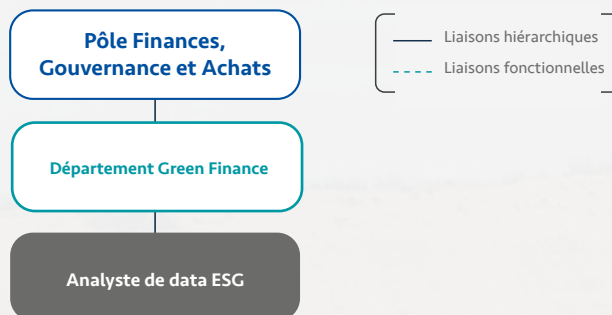 Pôle Finances,
Gouvernance et Achats
Liaisons hiérarchiques
Liaisons fonctionnelles
Département Green Finance
Analyste de data ESG